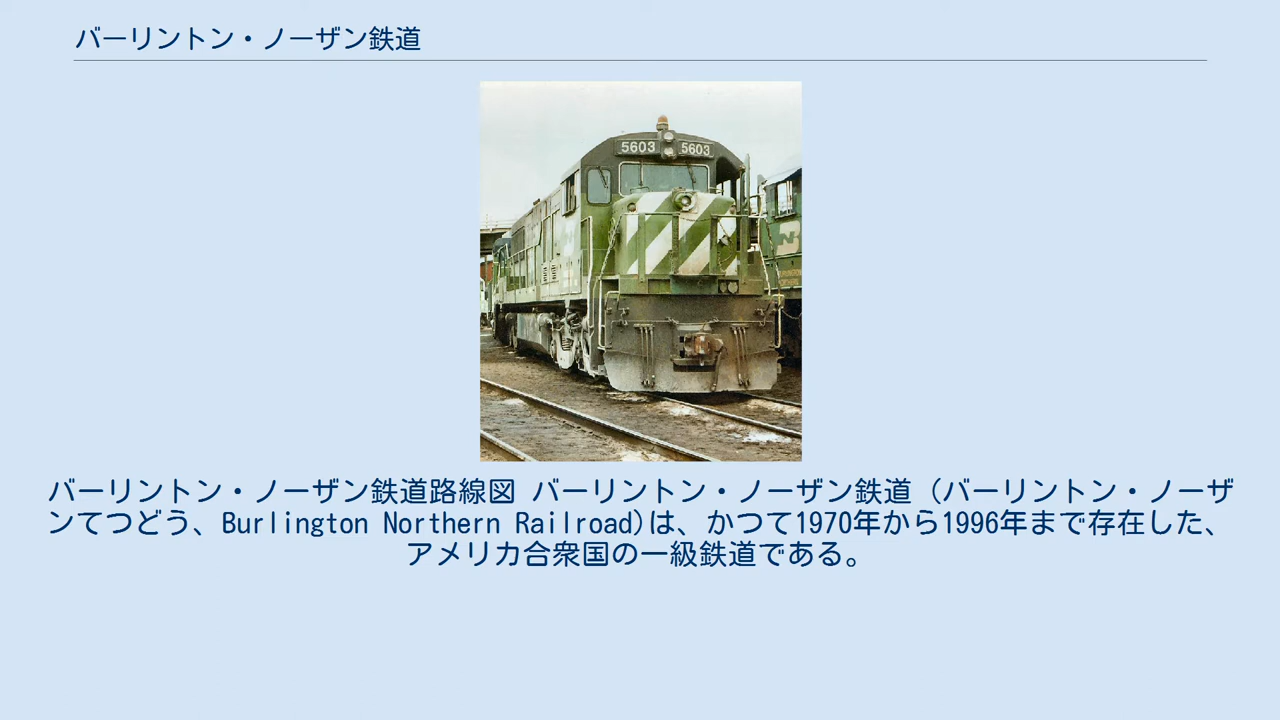 バーリントン・ノーザン鉄道
5603 5603
バーリントン・ノーザン鉄道路線図 バーリントン・ノーザン鉄道（バーリントン・ノーザ
ンてつどう、Burlington Northern Railroad)は、かつて1970年から1996年まで存在した、
アメリカ合衆国の一級鉄道である。